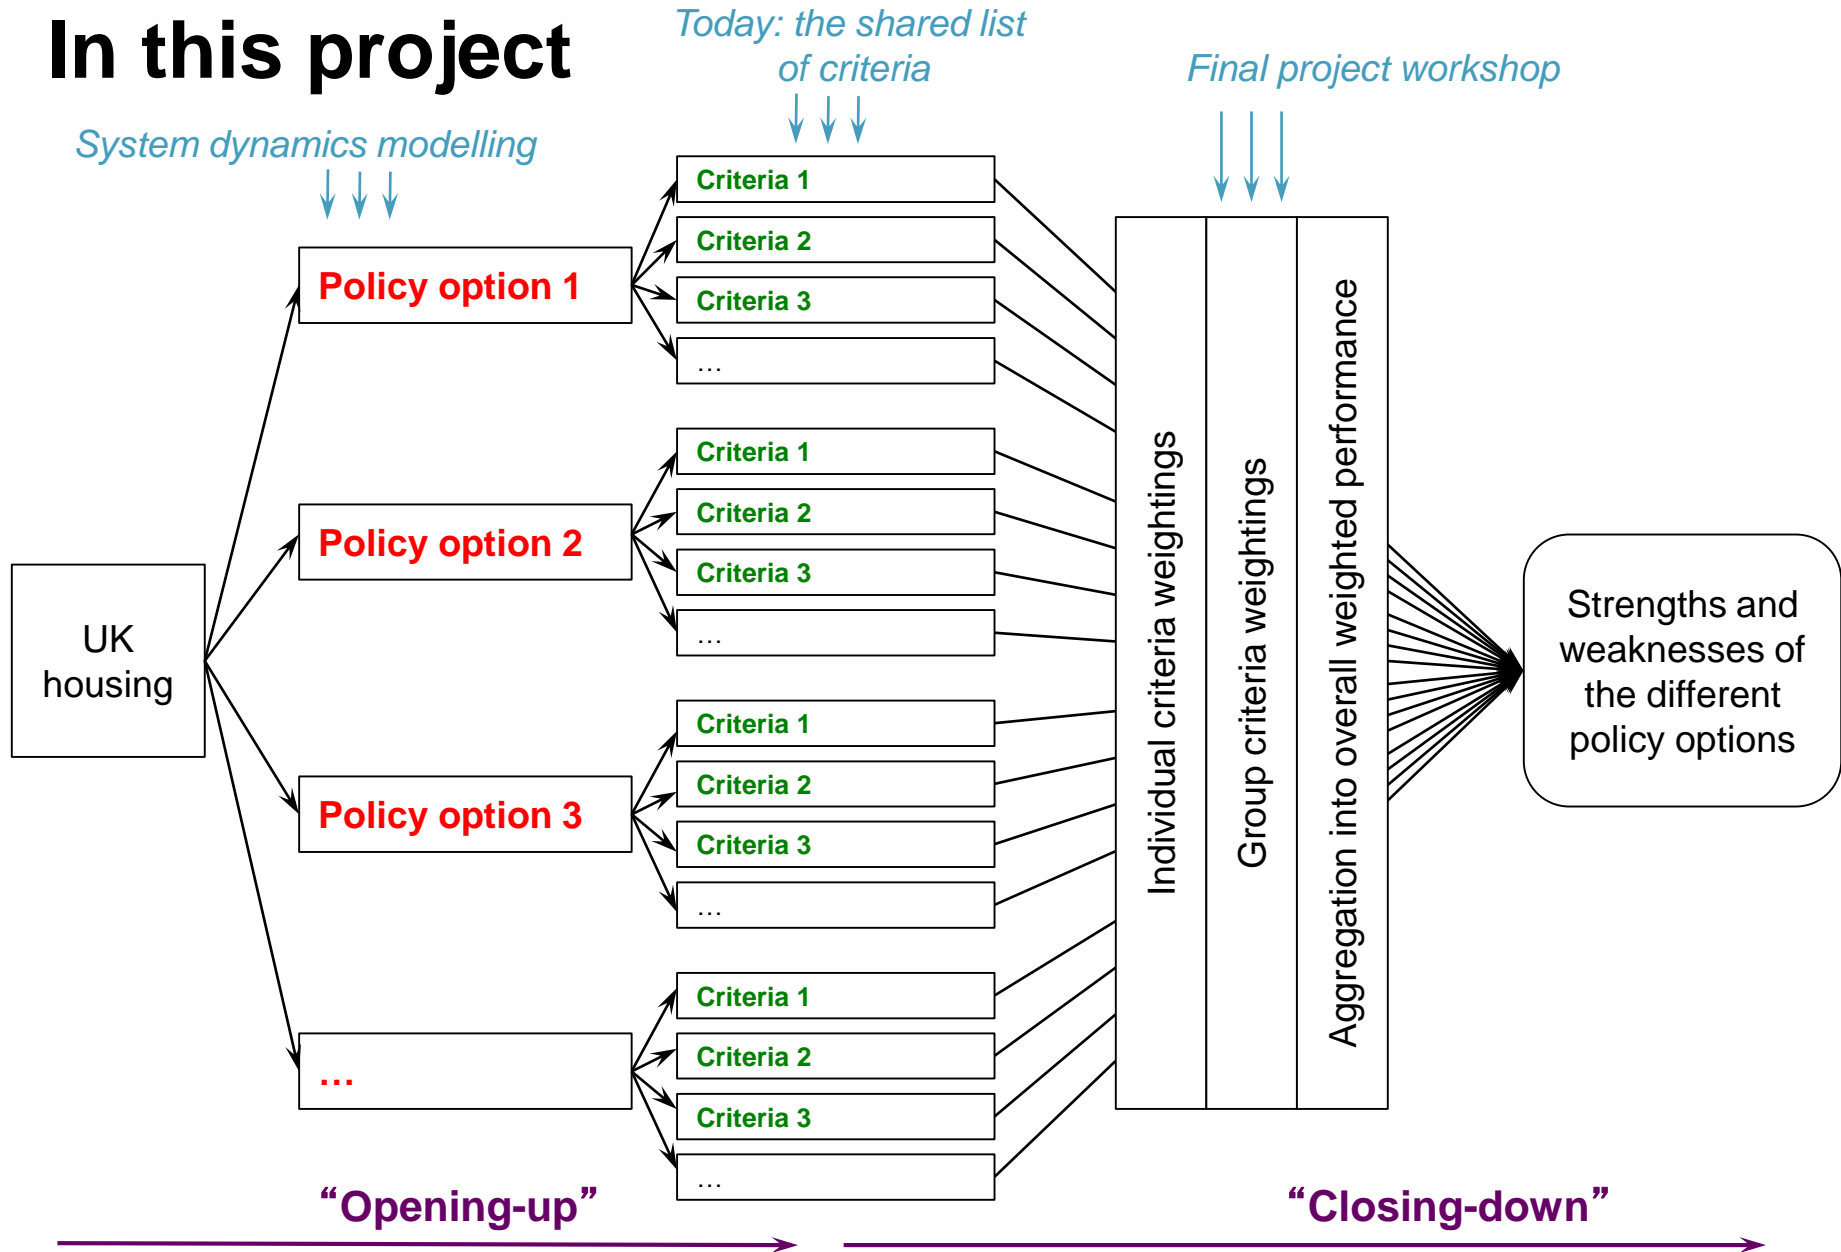 In this project
Today: the shared list
of criteria
Final project workshop
System dynamics modelling
UK
housing
Policy option 1
Criteria 1
Criteria 2
Criteria 3
...
Policy option 2
Criteria 1
Criteria 2
Criteria 3
...
Policy option 3
Criteria 1
Criteria 2
Criteria 3
...
...
Criteria 1
Criteria 2
Criteria 3
...
Individual criteria weightings
Group criteria weightings
Aggregation into overall weighted performance
Strengths and
weaknesses of
the different
policy options
“Opening-up”
“Closing-down”